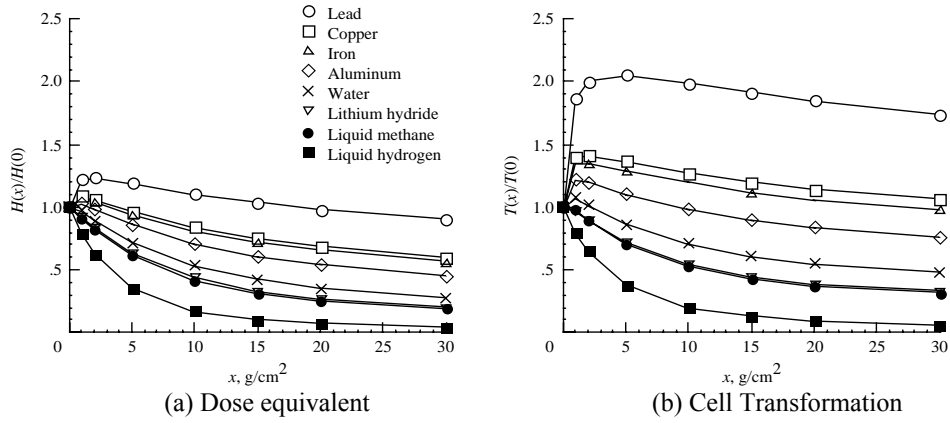 2.5
2.0
1.5
1.0
.5
H(x)/H(0)
0
5
10
15
20
25
30
x, g/cm²
Lead
Copper
Iron
Aluminum
Water
Lithium hydride
Liquid methane
Liquid hydrogen
(a) Dose equivalent
2.5
2.0
1.5
1.0
.5
T(x)/T(0)
0
5
10
15
20
25
30
x, g/cm²
(b) Cell Transformation